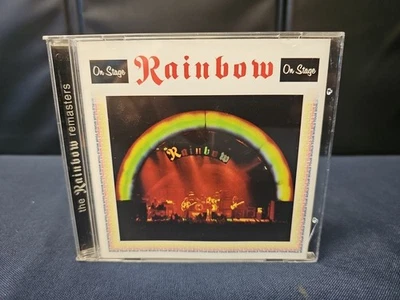 On Stage Rainbow On Stage
Rainbow
the Rainbow remasters